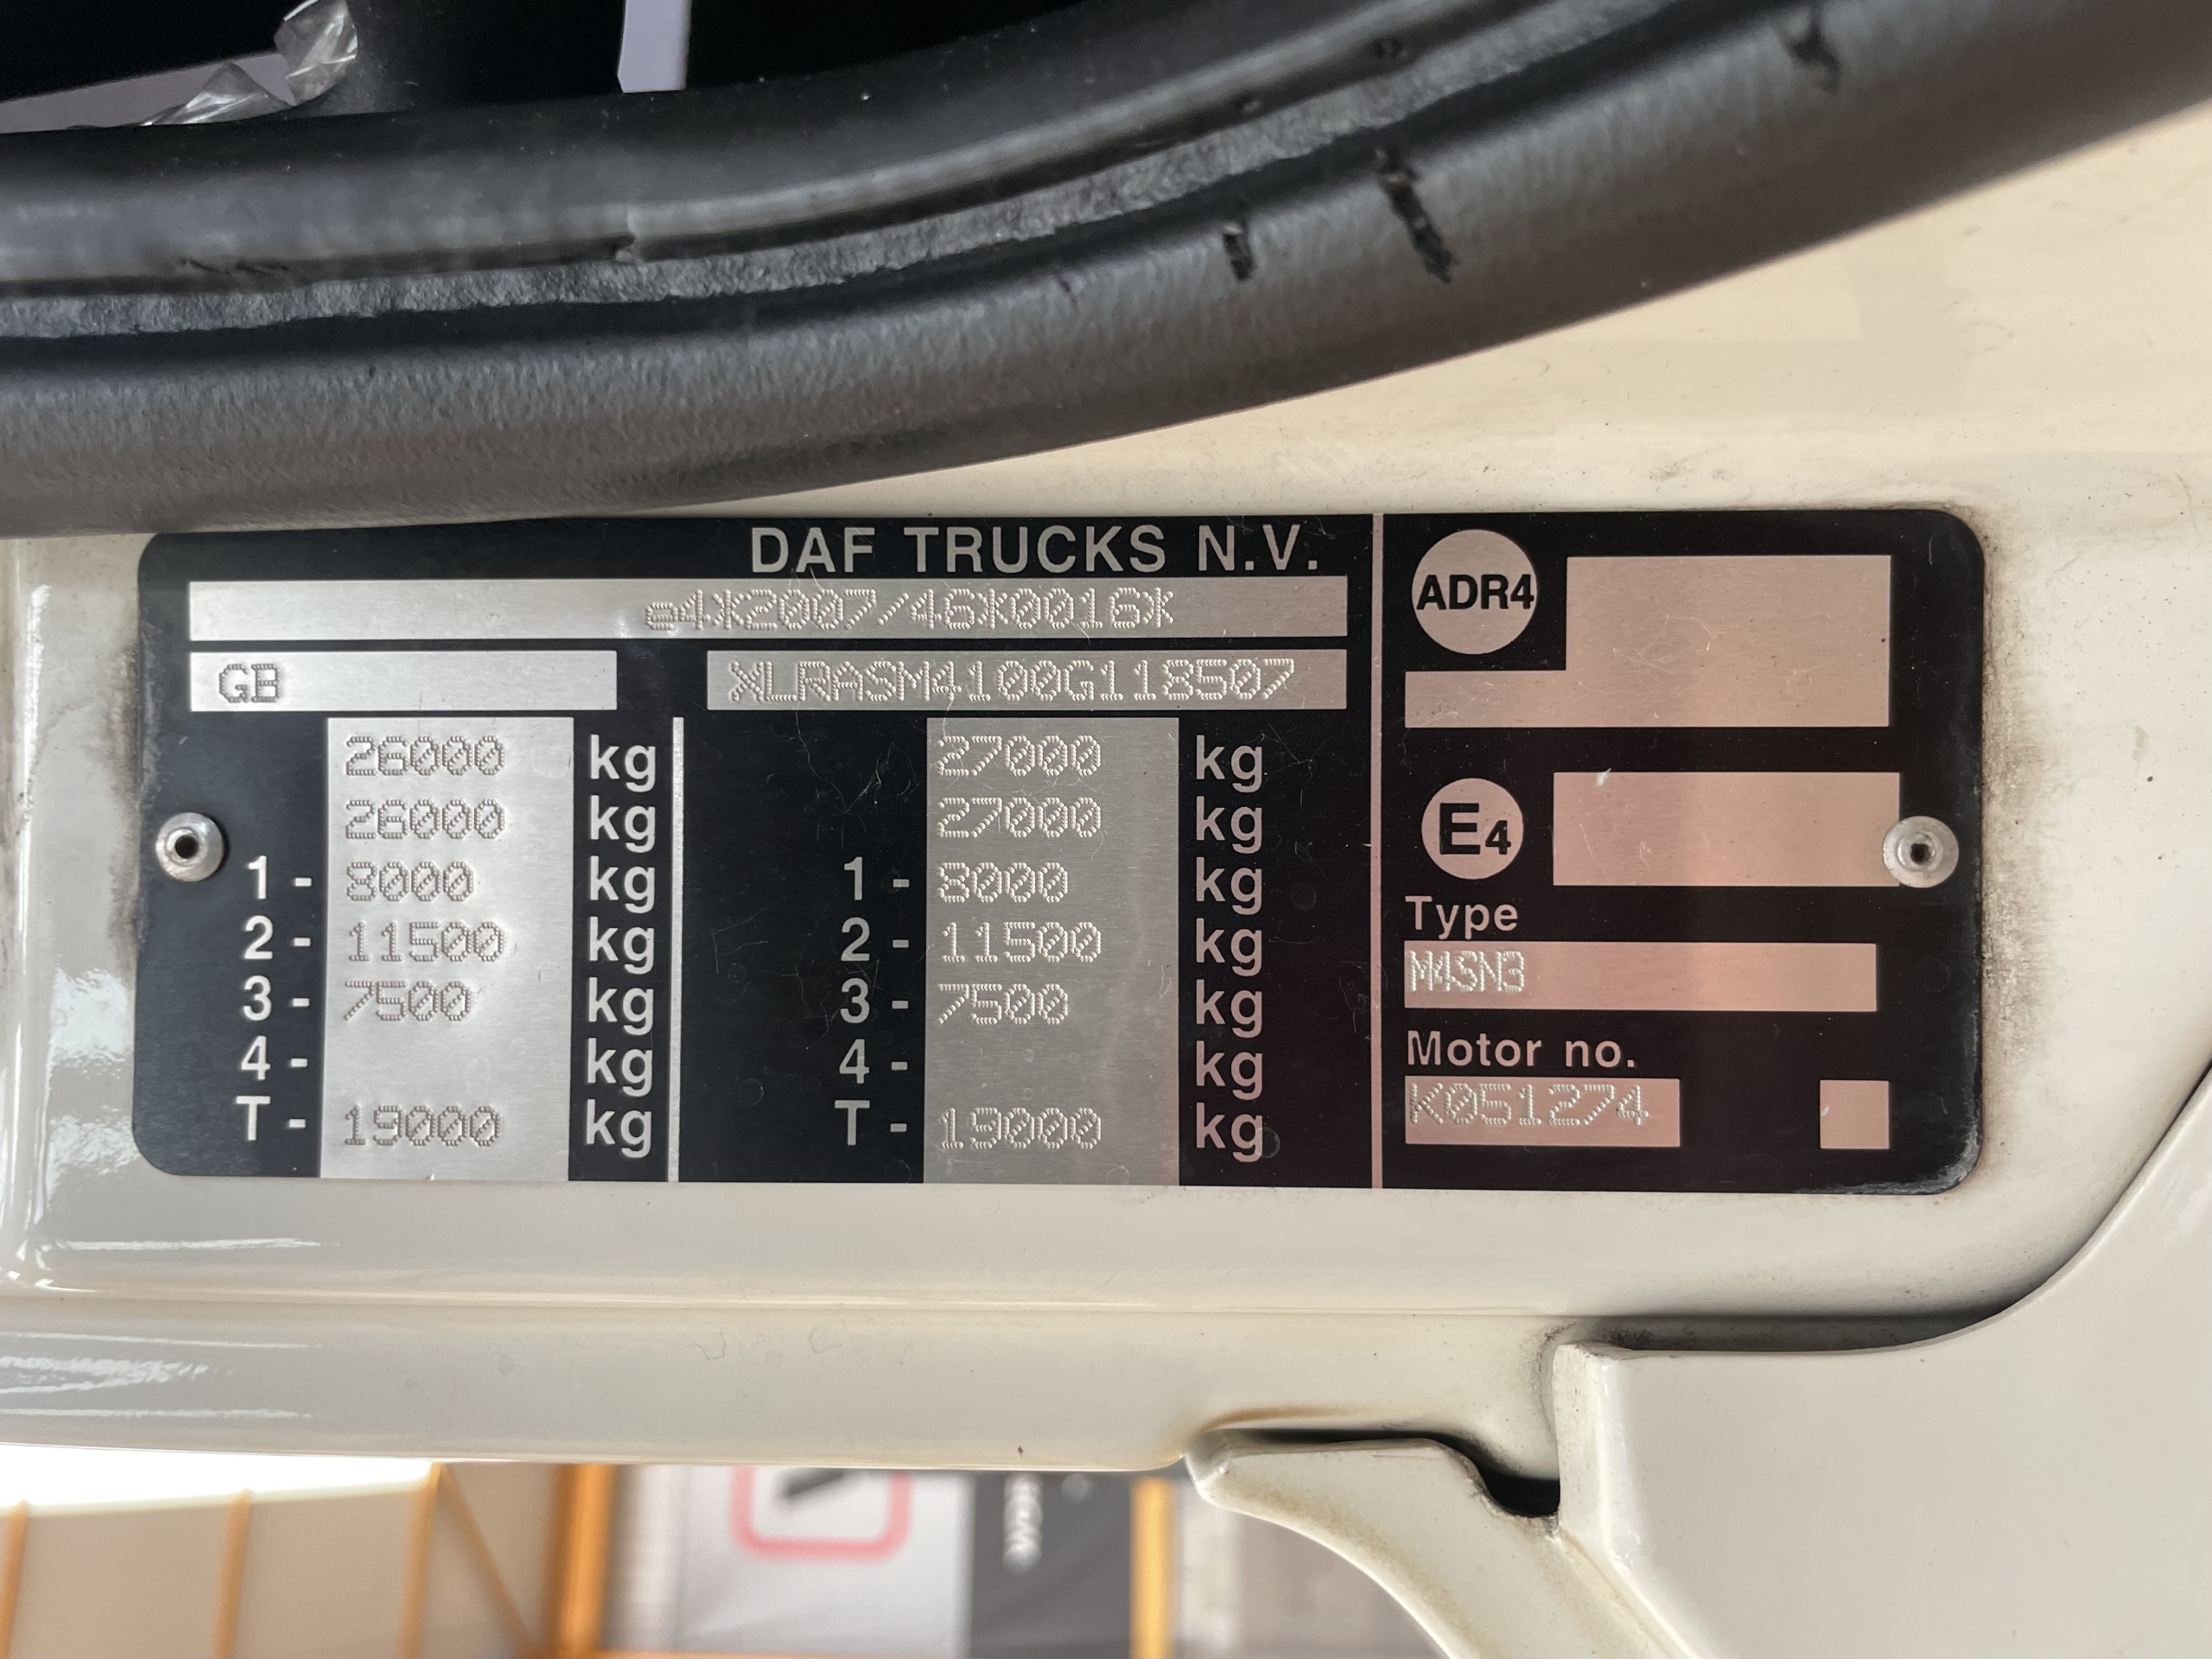 DAF TRUCKS N.V.
e4*2007/46*0016*
GB XLRASM4100G118507
26000 kg 27000 kg
26000 kg 27000 kg
1 - 8000 kg 1 - 8000 kg
2 - 11500 kg 2 - 11500 kg
3 - 7500 kg 3 - 7500 kg
4 - kg 4 - kg
T - 19000 kg T - 19000 kg
ADR4
E4
Type
M4SN3
Motor no.
K051274